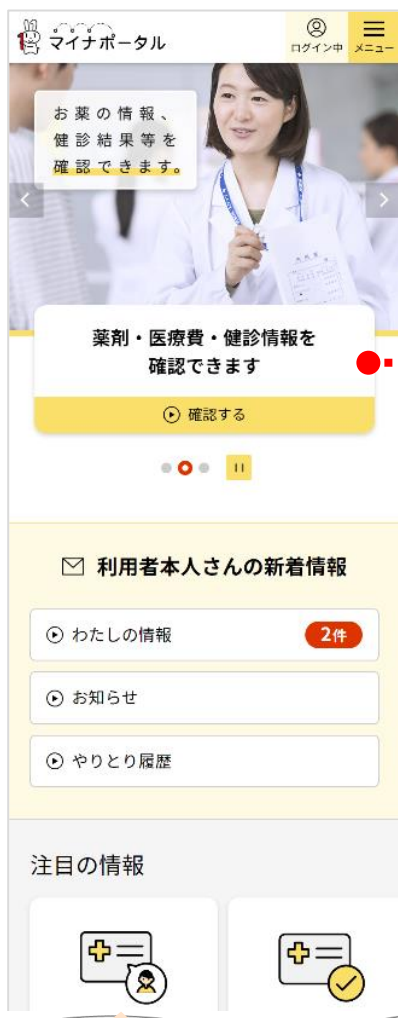 マイナポータル
ログイン中
メニュー
お薬の情報、
健診結果等を
確認できます。
薬剤・医療費・健診情報を
確認できます
確認する
利用者本人さんの新着情報
わたしの情報
2件
お知らせ
やりとり履歴
注目の情報